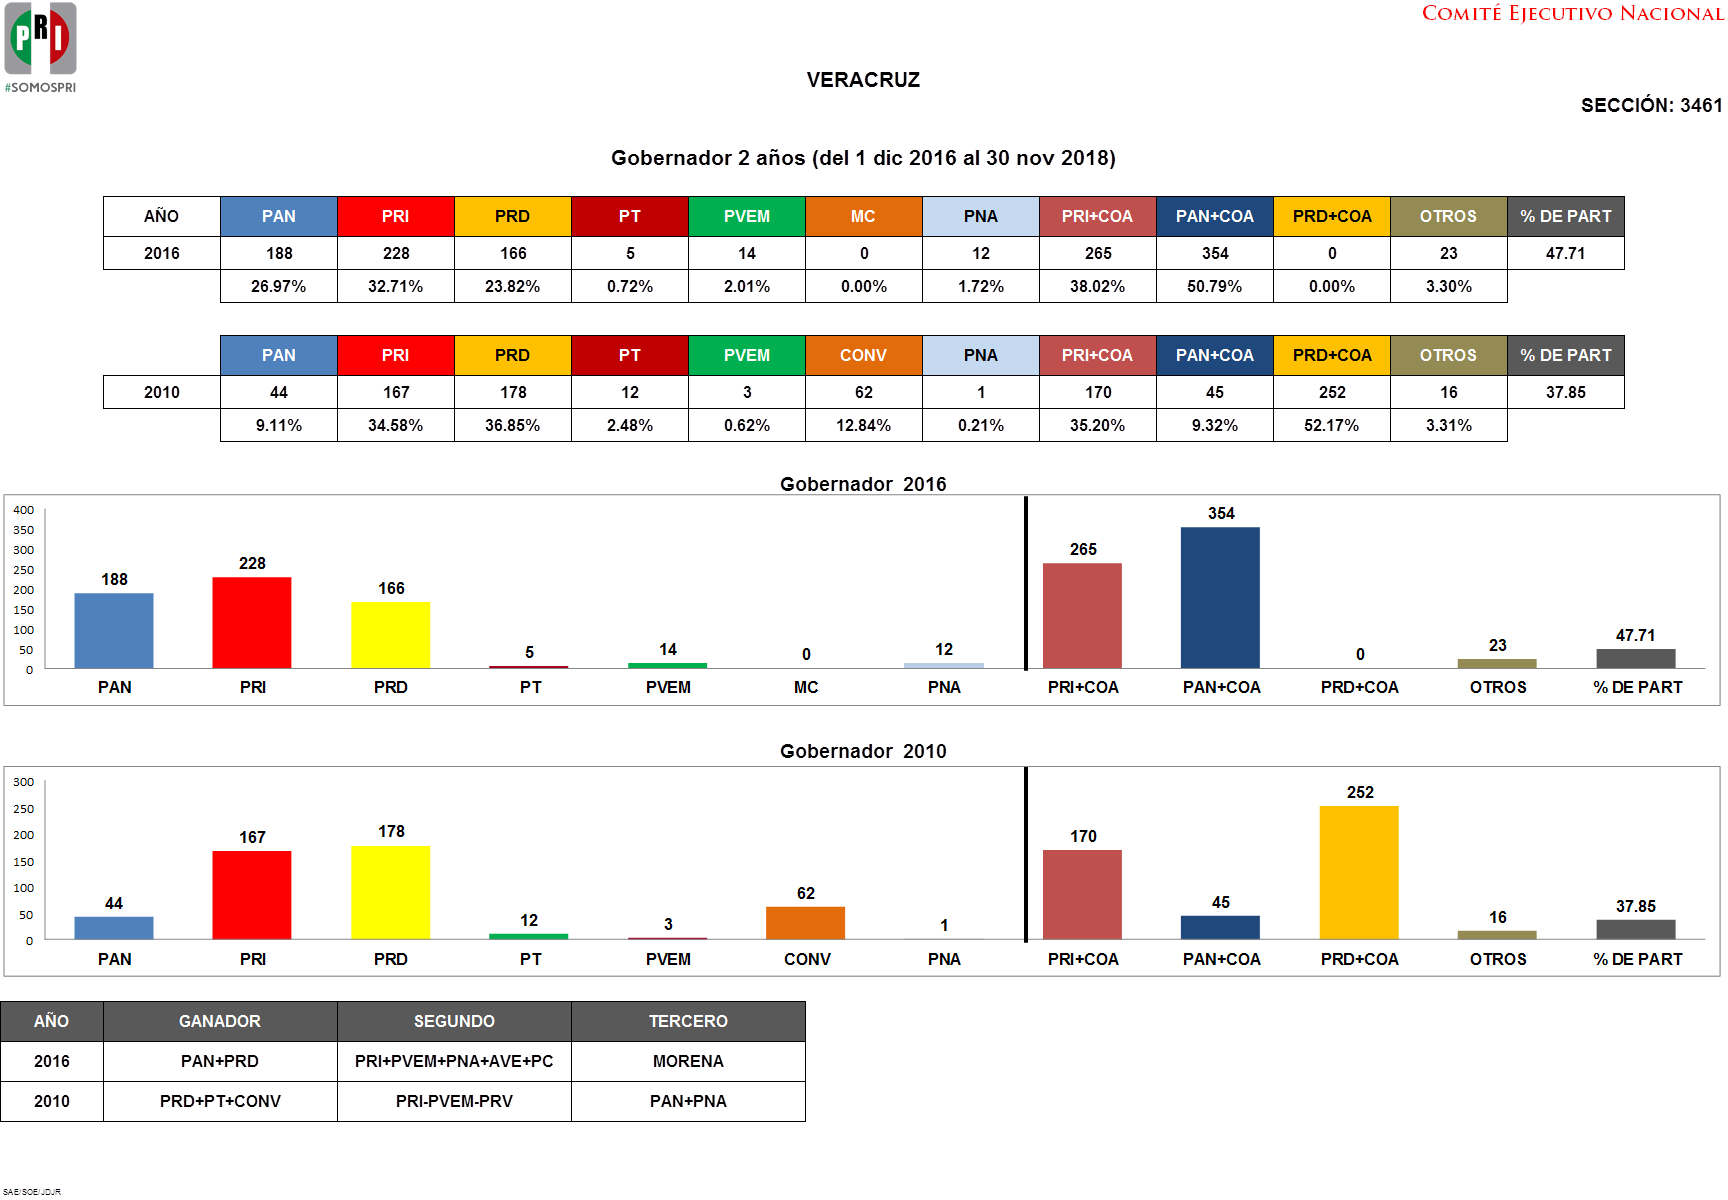 PRI
#SOMOSPRI
COMITÉ EJECUTIVO NACIONAL
VERACRUZ
SECCIÓN: 3461
Gobernador 2 años (del 1 dic 2016 al 30 nov 2018)
AÑO PAN PRI PRD PT PVEM MC PNA PRI+COA PAN+COA PRD+COA OTROS % DE PART
2016 188 228 166 5 14 0 12 265 354 0 23 47.71
26.97% 32.71% 23.82% 0.72% 2.01% 0.00% 1.72% 38.02% 50.79% 0.00% 3.30%
PAN PRI PRD PT PVEM CONV PNA PRI+COA PAN+COA PRD+COA OTROS % DE PART
2010 44 167 178 12 3 62 1 170 45 252 16 37.85
9.11% 34.58% 36.85% 2.48% 0.62% 12.84% 0.21% 35.20% 9.32% 52.17% 3.31%
Gobernador 2016
400
350
300
250
200
150
100
50
0
188 228 166 5 14 0 12 265 354 0 23 47.71
PAN PRI PRD PT PVEM MC PNA PRI+COA PAN+COA PRD+COA OTROS % DE PART
Gobernador 2010
300
250
200
150
100
50
0
44 167 178 12 3 62 1 170 45 252 16 37.85
PAN PRI PRD PT PVEM CONV PNA PRI+COA PAN+COA PRD+COA OTROS % DE PART
AÑO GANADOR SEGUNDO TERCERO
2016 PAN+PRD PRI+PVEM+PNA+AVE+PC MORENA
2010 PRD+PT+CONV PRI-PVEM-PRV PAN+PNA
SAE/SOE/JDJR